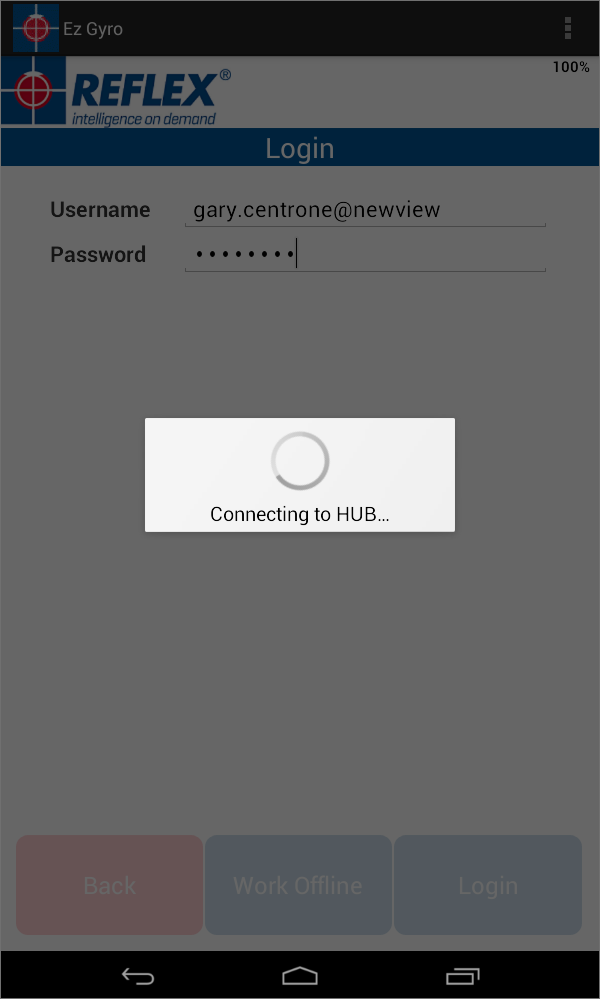 Ez Gyro
100%
REFLEX®
intelligence on demand
Login
Username gary.centrone@newview
Password ••••••••
Connecting to HUB...
Back Work Offline Login